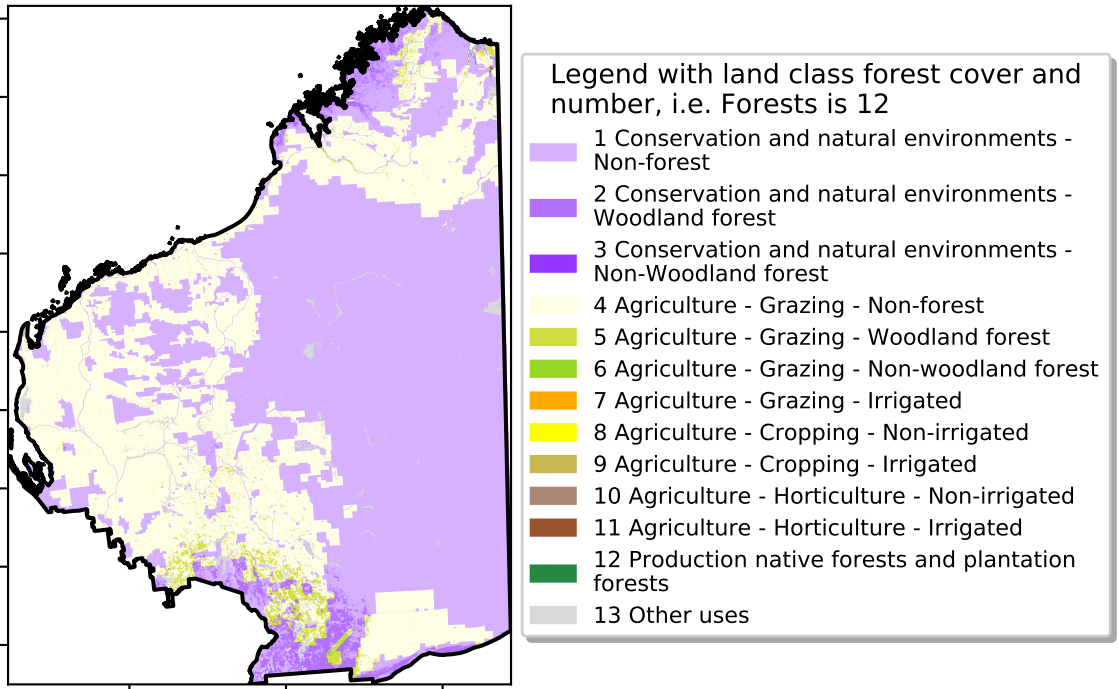 Legend with land class forest cover and
number, i.e. Forests is 12
1 Conservation and natural environments -
Non-forest
2 Conservation and natural environments -
Woodland forest
3 Conservation and natural environments -
Non-Woodland forest
4 Agriculture - Grazing - Non-forest
5 Agriculture - Grazing - Woodland forest
6 Agriculture - Grazing - Non-woodland forest
7 Agriculture - Grazing - Irrigated
8 Agriculture - Cropping - Non-irrigated
9 Agriculture - Cropping - Irrigated
10 Agriculture - Horticulture - Non-irrigated
11 Agriculture - Horticulture - Irrigated
12 Production native forests and plantation
forests
13 Other uses